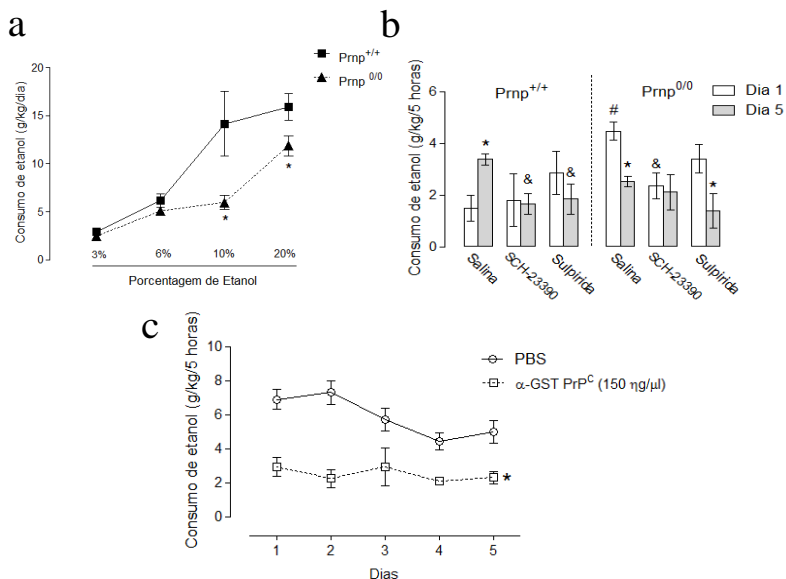 a
Prnp+/+
Prnp 0/0
Consumo de etanol (g/kg/dia)
20
15
10
5
0
3% 6% 10% 20%
* *
Porcentagem de Etanol
b
Prnp+/+
Prnp0/0
Dia 1
Dia 5
Consumo de etanol (g/kg/5 horas)
6
4
2
0
* & & # * & *
Salina SCH-23390 Sulpirida Salina SCH-23390 Sulpirida
c
PBS
α-GST PrPC (150 ηg/μl)
Consumo de etanol (g/kg/5 horas)
10
8
6
4
2
0
*
1 2 3 4 5
Dias